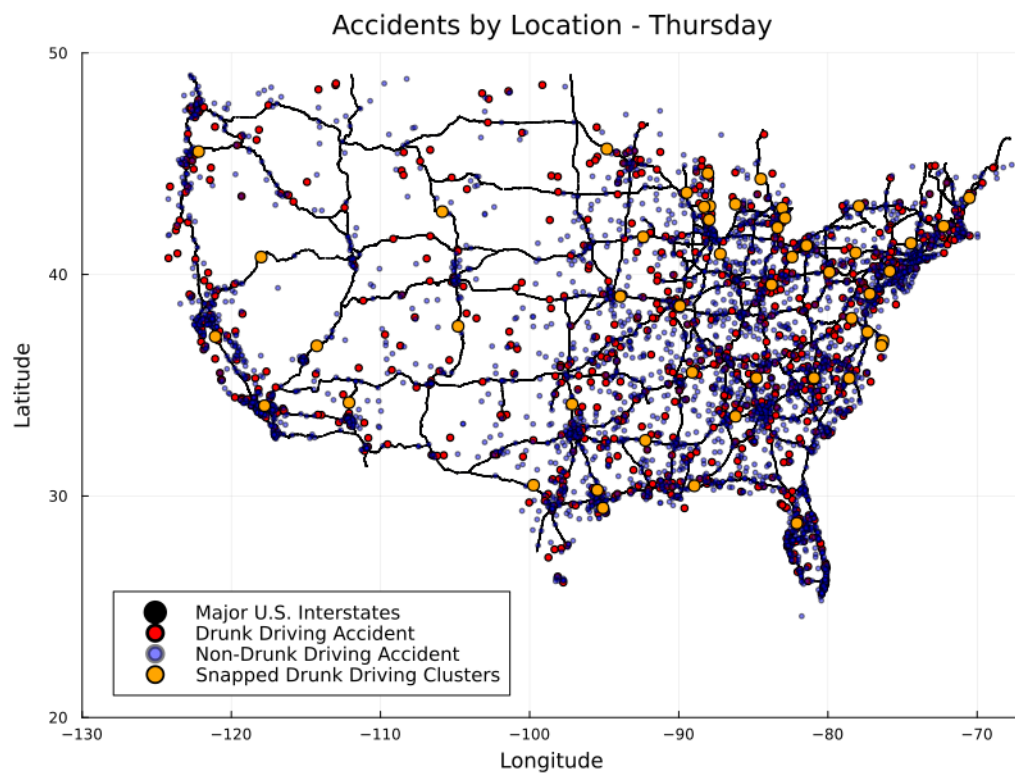 Accidents by Location - Thursday
50
40
30
20
Latitude
Major U.S. Interstates
Drunk Driving Accident
Non-Drunk Driving Accident
Snapped Drunk Driving Clusters
−130
−120
−110
−100
−90
−80
−70
Longitude